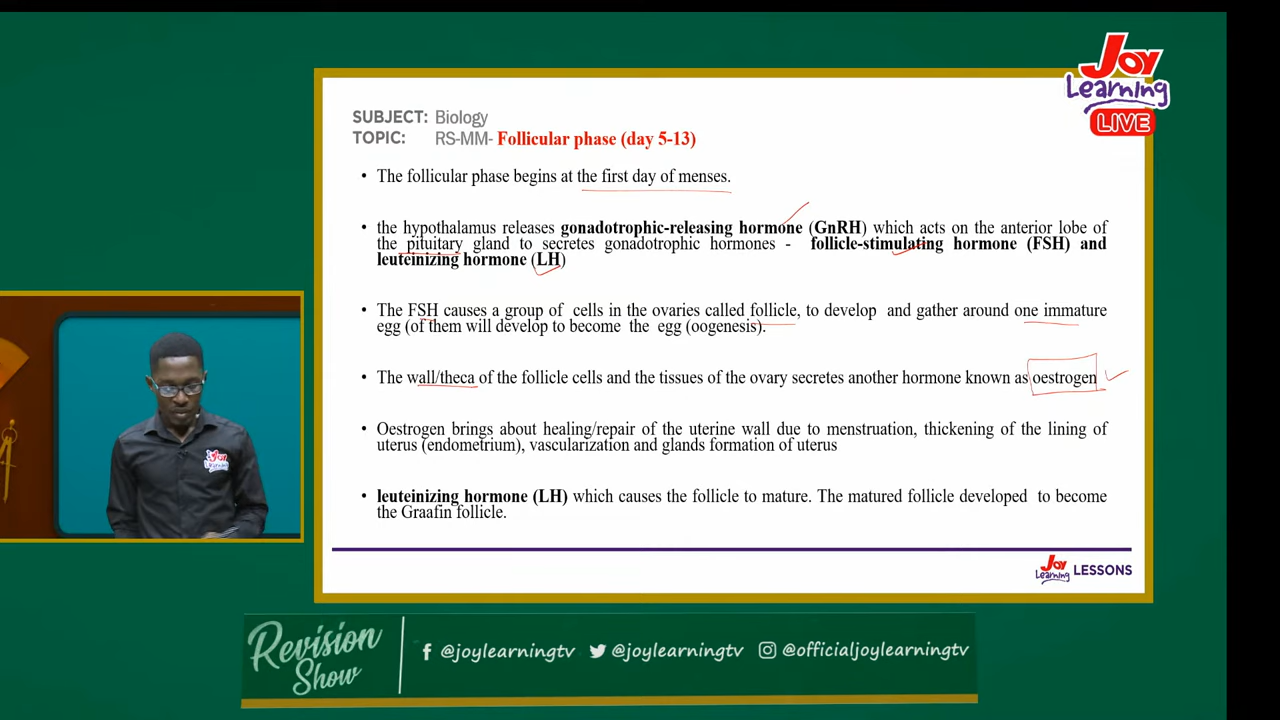 Joy
Learning
LIVE
SUBJECT: Biology
TOPIC: RS-MM- Follicular phase (day 5-13)
• The follicular phase begins at the first day of menses.
• the hypothalamus releases gonadotrophic-releasing hormone (GnRH) which acts on the anterior lobe of
the pituitary gland to secretes gonadotrophic hormones - follicle-stimulating hormone (FSH) and
leuteinizing hormone (LH)
• The FSH causes a group of cells in the ovaries called follicle, to develop and gather around one immature
egg (of them will develop to become the egg (oogenesis).
• The wall/theca of the follicle cells and the tissues of the ovary secretes another hormone known as oestrogen
• Oestrogen brings about healing/repair of the uterine wall due to menstruation, thickening of the lining of
uterus (endometrium), vascularization and glands formation of uterus
• leuteinizing hormone (LH) which causes the follicle to mature. The matured follicle developed to become
the Graafin follicle.
Joy
Learning LESSONS
Joy
Learning
Revision
Show
@joylearningtv @joylearningtv @officialjoylearningtv